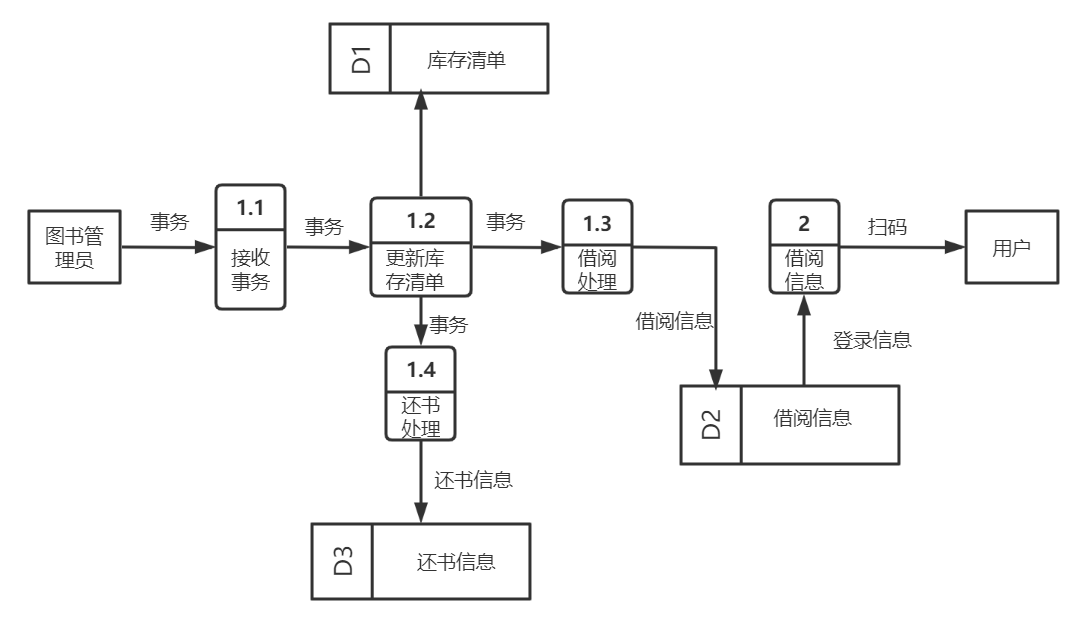 D1
库存清单
图书管
理员
事务
1.1
接收
事务
事务
1.2
更新库
存清单
事务
1.3
借阅
处理
2
借阅
信息
扫码
用户
事务
借阅信息
登录信息
1.4
还书
处理
D2
借阅信息
还书信息
D3
还书信息